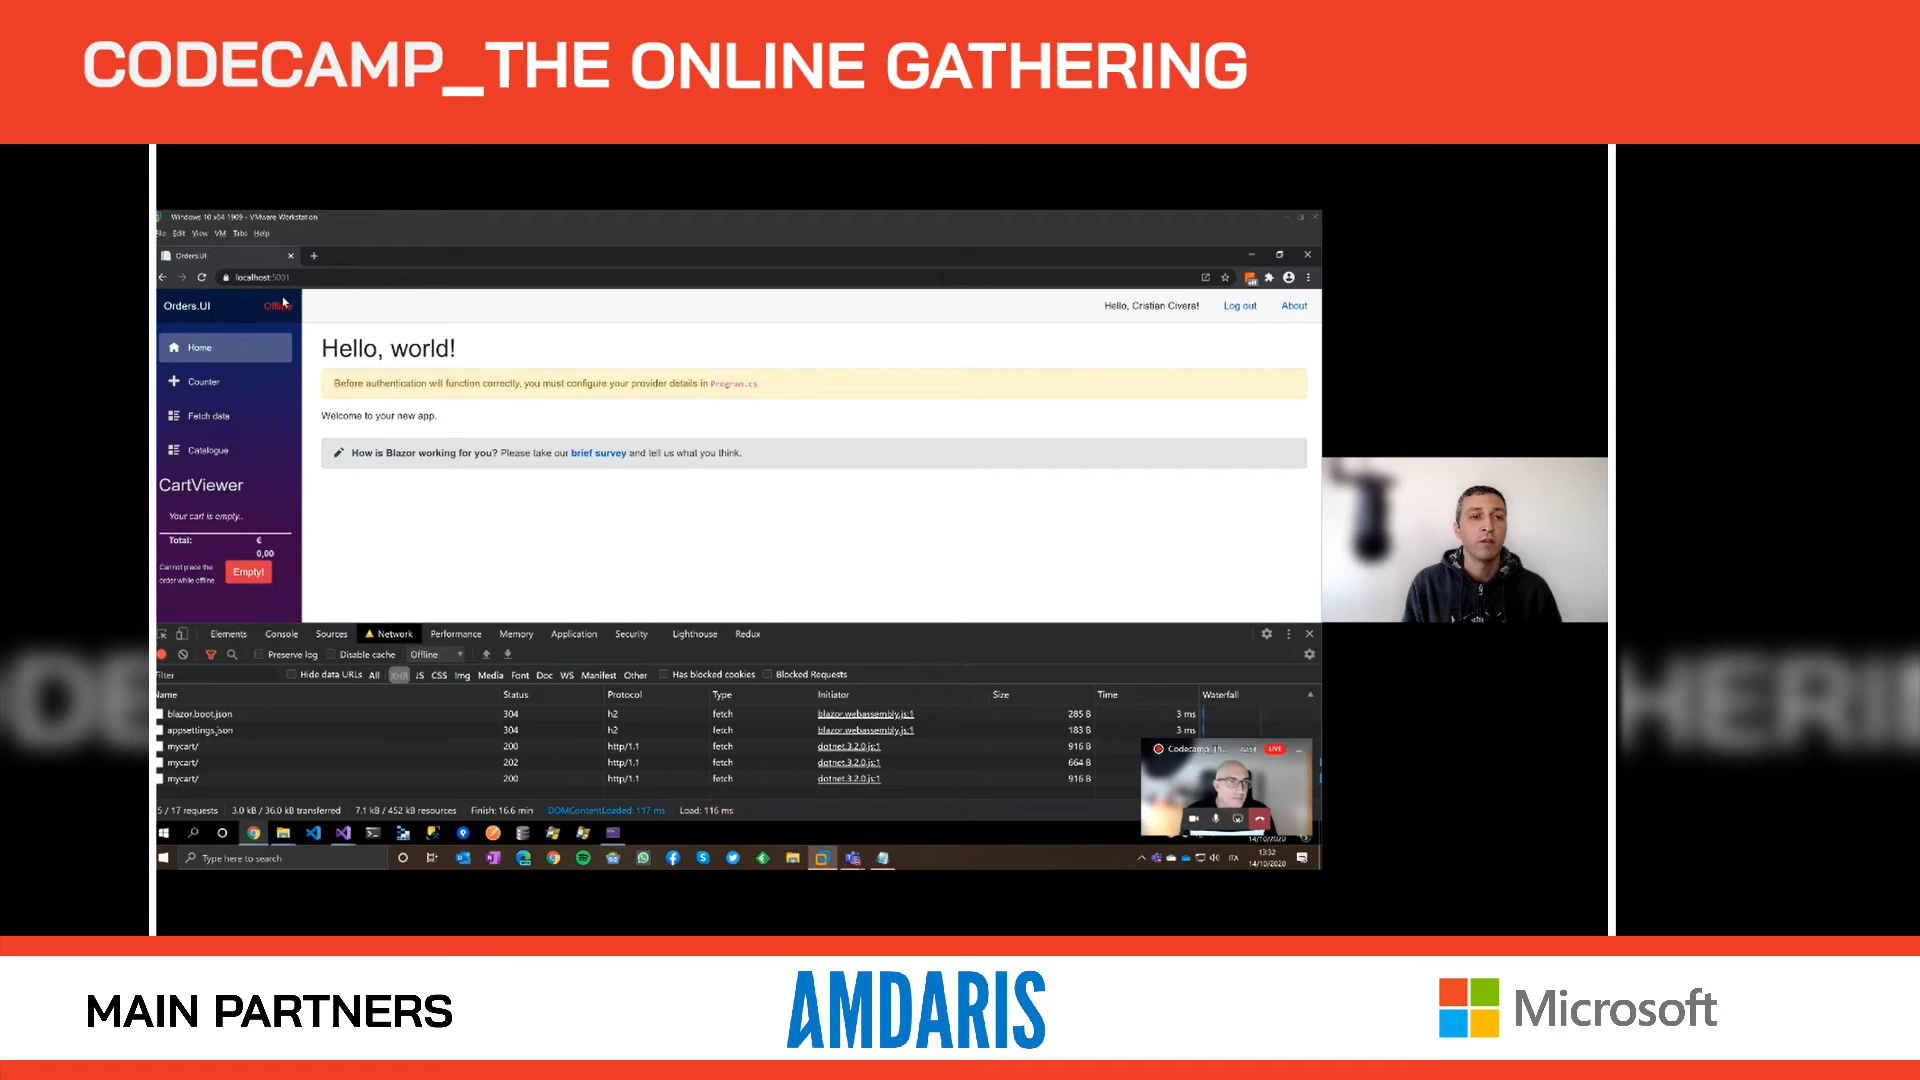 CODECAMP_THE ONLINE GATHERING
Windows 10 x64 1909 - VMware Workstation
File Edit View VM Tabs Help
Orders.UI
localhost:5001
Orders.UI Offline
Hello, Cristian Civera! Log out About
Home
Counter
Fetch data
Catalogue
CartViewer
Your cart is empty..
Total: €
0,00
Cannot place the
order while offline
Empty!
Hello, world!
Before authentication will function correctly, you must configure your provider details in Program.cs
Welcome to your new app.
How is Blazor working for you? Please take our brief survey and tell us what you think.
Elements Console Sources Network Performance Memory Application Security Lighthouse Redux
Preserve log Disable cache Offline
Filter Hide data URLs All XHR JS CSS Img Media Font Doc WS Manifest Other Has blocked cookies Blocked Requests
Name Status Protocol Type Initiator Size Time Waterfall
blazor.boot.json 304 h2 fetch blazor.webassembly.js:1 285 B 3 ms
appsettings.json 304 h2 fetch blazor.webassembly.js:1 183 B 3 ms
mycart/ 200 http/1.1 fetch dotnet.3.2.0.js:1 916 B
mycart/ 202 http/1.1 fetch dotnet.3.2.0.js:1 664 B
mycart/ 200 http/1.1 fetch dotnet.3.2.0.js:1 916 B
5 / 17 requests 3.0 kB / 36.0 kB transferred 7.1 kB / 452 kB resources Finish: 16.6 min DOMContentLoaded: 117 ms Load: 116 ms
Codecamp_Th... LIVE
14/10/2020
Type here to search
ITA
13:32
14/10/2020
MAIN PARTNERS
AMDARIS
Microsoft